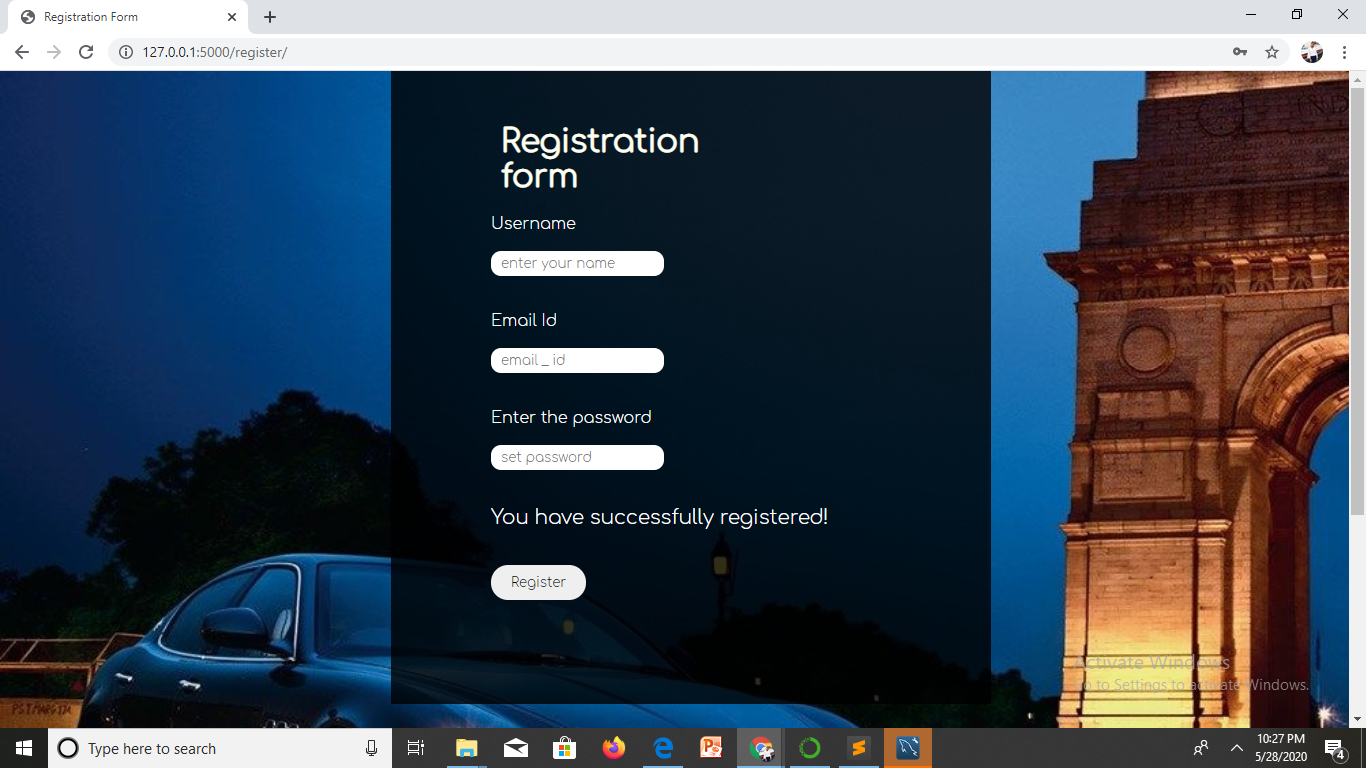 Registration Form
127.0.0.1:5000/register/
Registration
form
Username
enter your name
Email Id
email_id
Enter the password
set password
You have successfully registered!
Register
Activate Windows
Go to Settings to activate Windows.
Type here to search
10:27 PM
5/28/2020
4